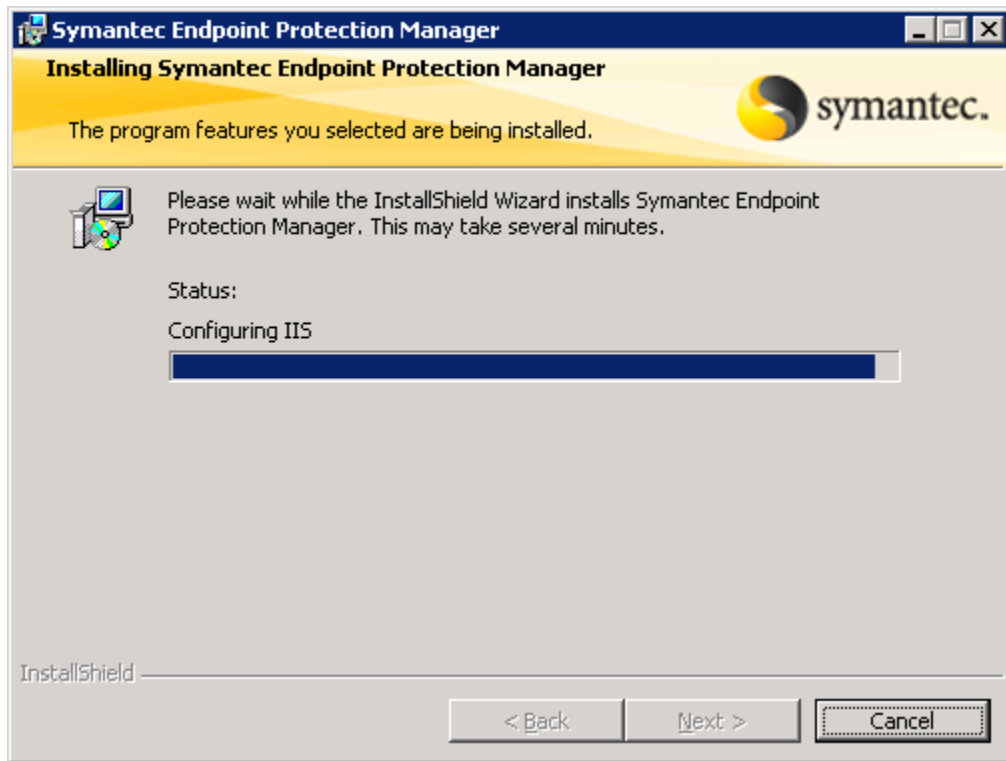 Symantec Endpoint Protection Manager
Installing Symantec Endpoint Protection Manager
symantec.
The program features you selected are being installed.
Please wait while the InstallShield Wizard installs Symantec Endpoint
Protection Manager. This may take several minutes.
Status:
Configuring IIS
InstallShield
< Back
Next >
Cancel